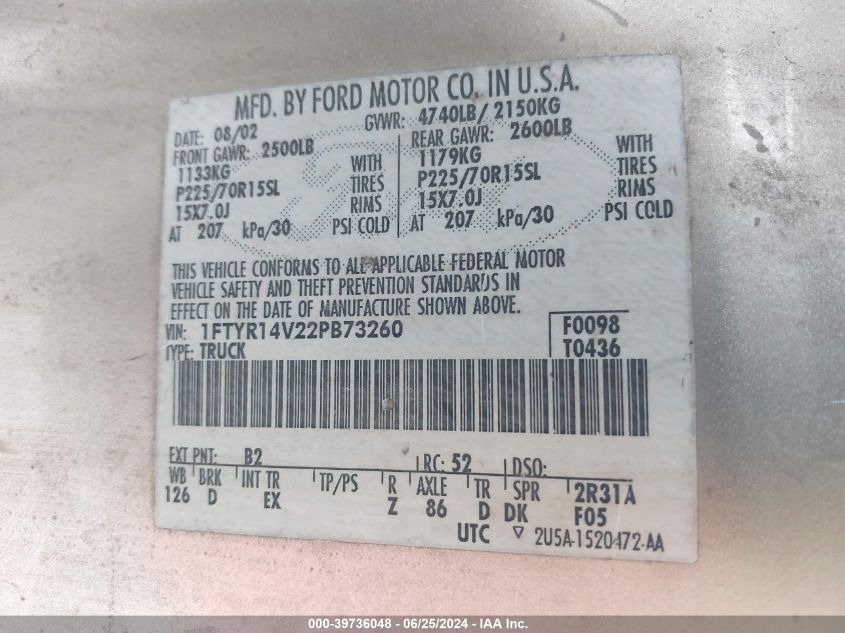 MFD. BY FORD MOTOR CO. IN U.S.A.
DATE: 08/02 GVWR: 4740LB/ 2150KG
FRONT GAWR: 2500LB REAR GAWR: 2600LB
1133KG WITH 1179KG WITH
P225/70R15SL TIRES P225/70R15SL TIRES
15X7.0J RIMS 15X7.0J RIMS
AT 207 kPa/30 PSI COLD AT 207 kPa/30 PSI COLD
THIS VEHICLE CONFORMS TO ALL APPLICABLE FEDERAL MOTOR
VEHICLE SAFETY AND THEFT PREVENTION STANDARDS IN
EFFECT ON THE DATE OF MANUFACTURE SHOWN ABOVE.
VIN: 1FTYR14V22PB73260 F0098
TYPE: TRUCK T0436
EXT PNT: B2 RC: 52 DSO:
WB BRK INT TR TP/PS R AXLE TR SPR 2R31A
126 D EX Z 86 D DK F05
UTC ▽ 2U5A-1520472-AA
000-39736048 - 06/25/2024 - IAA Inc.